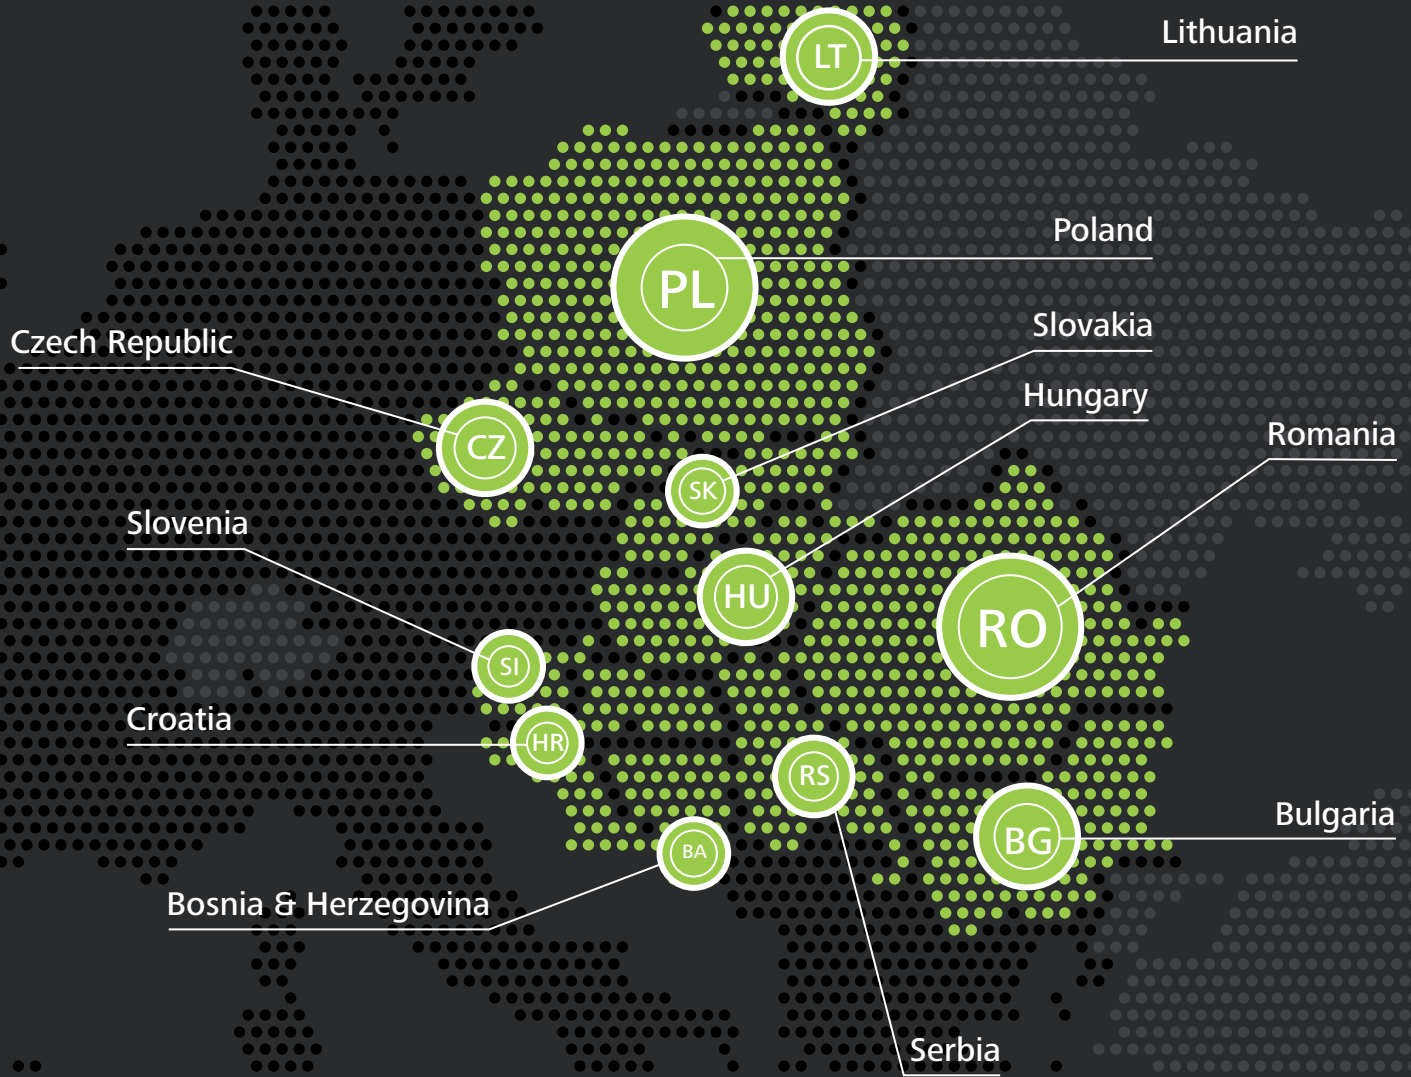 Lithuania
LT
Poland
PL
Slovakia
Czech Republic
Hungary
Romania
CZ
SK
Slovenia
HU
RO
SI
Croatia
HR
RS
Bulgaria
BG
BA
Bosnia & Herzegovina
Serbia